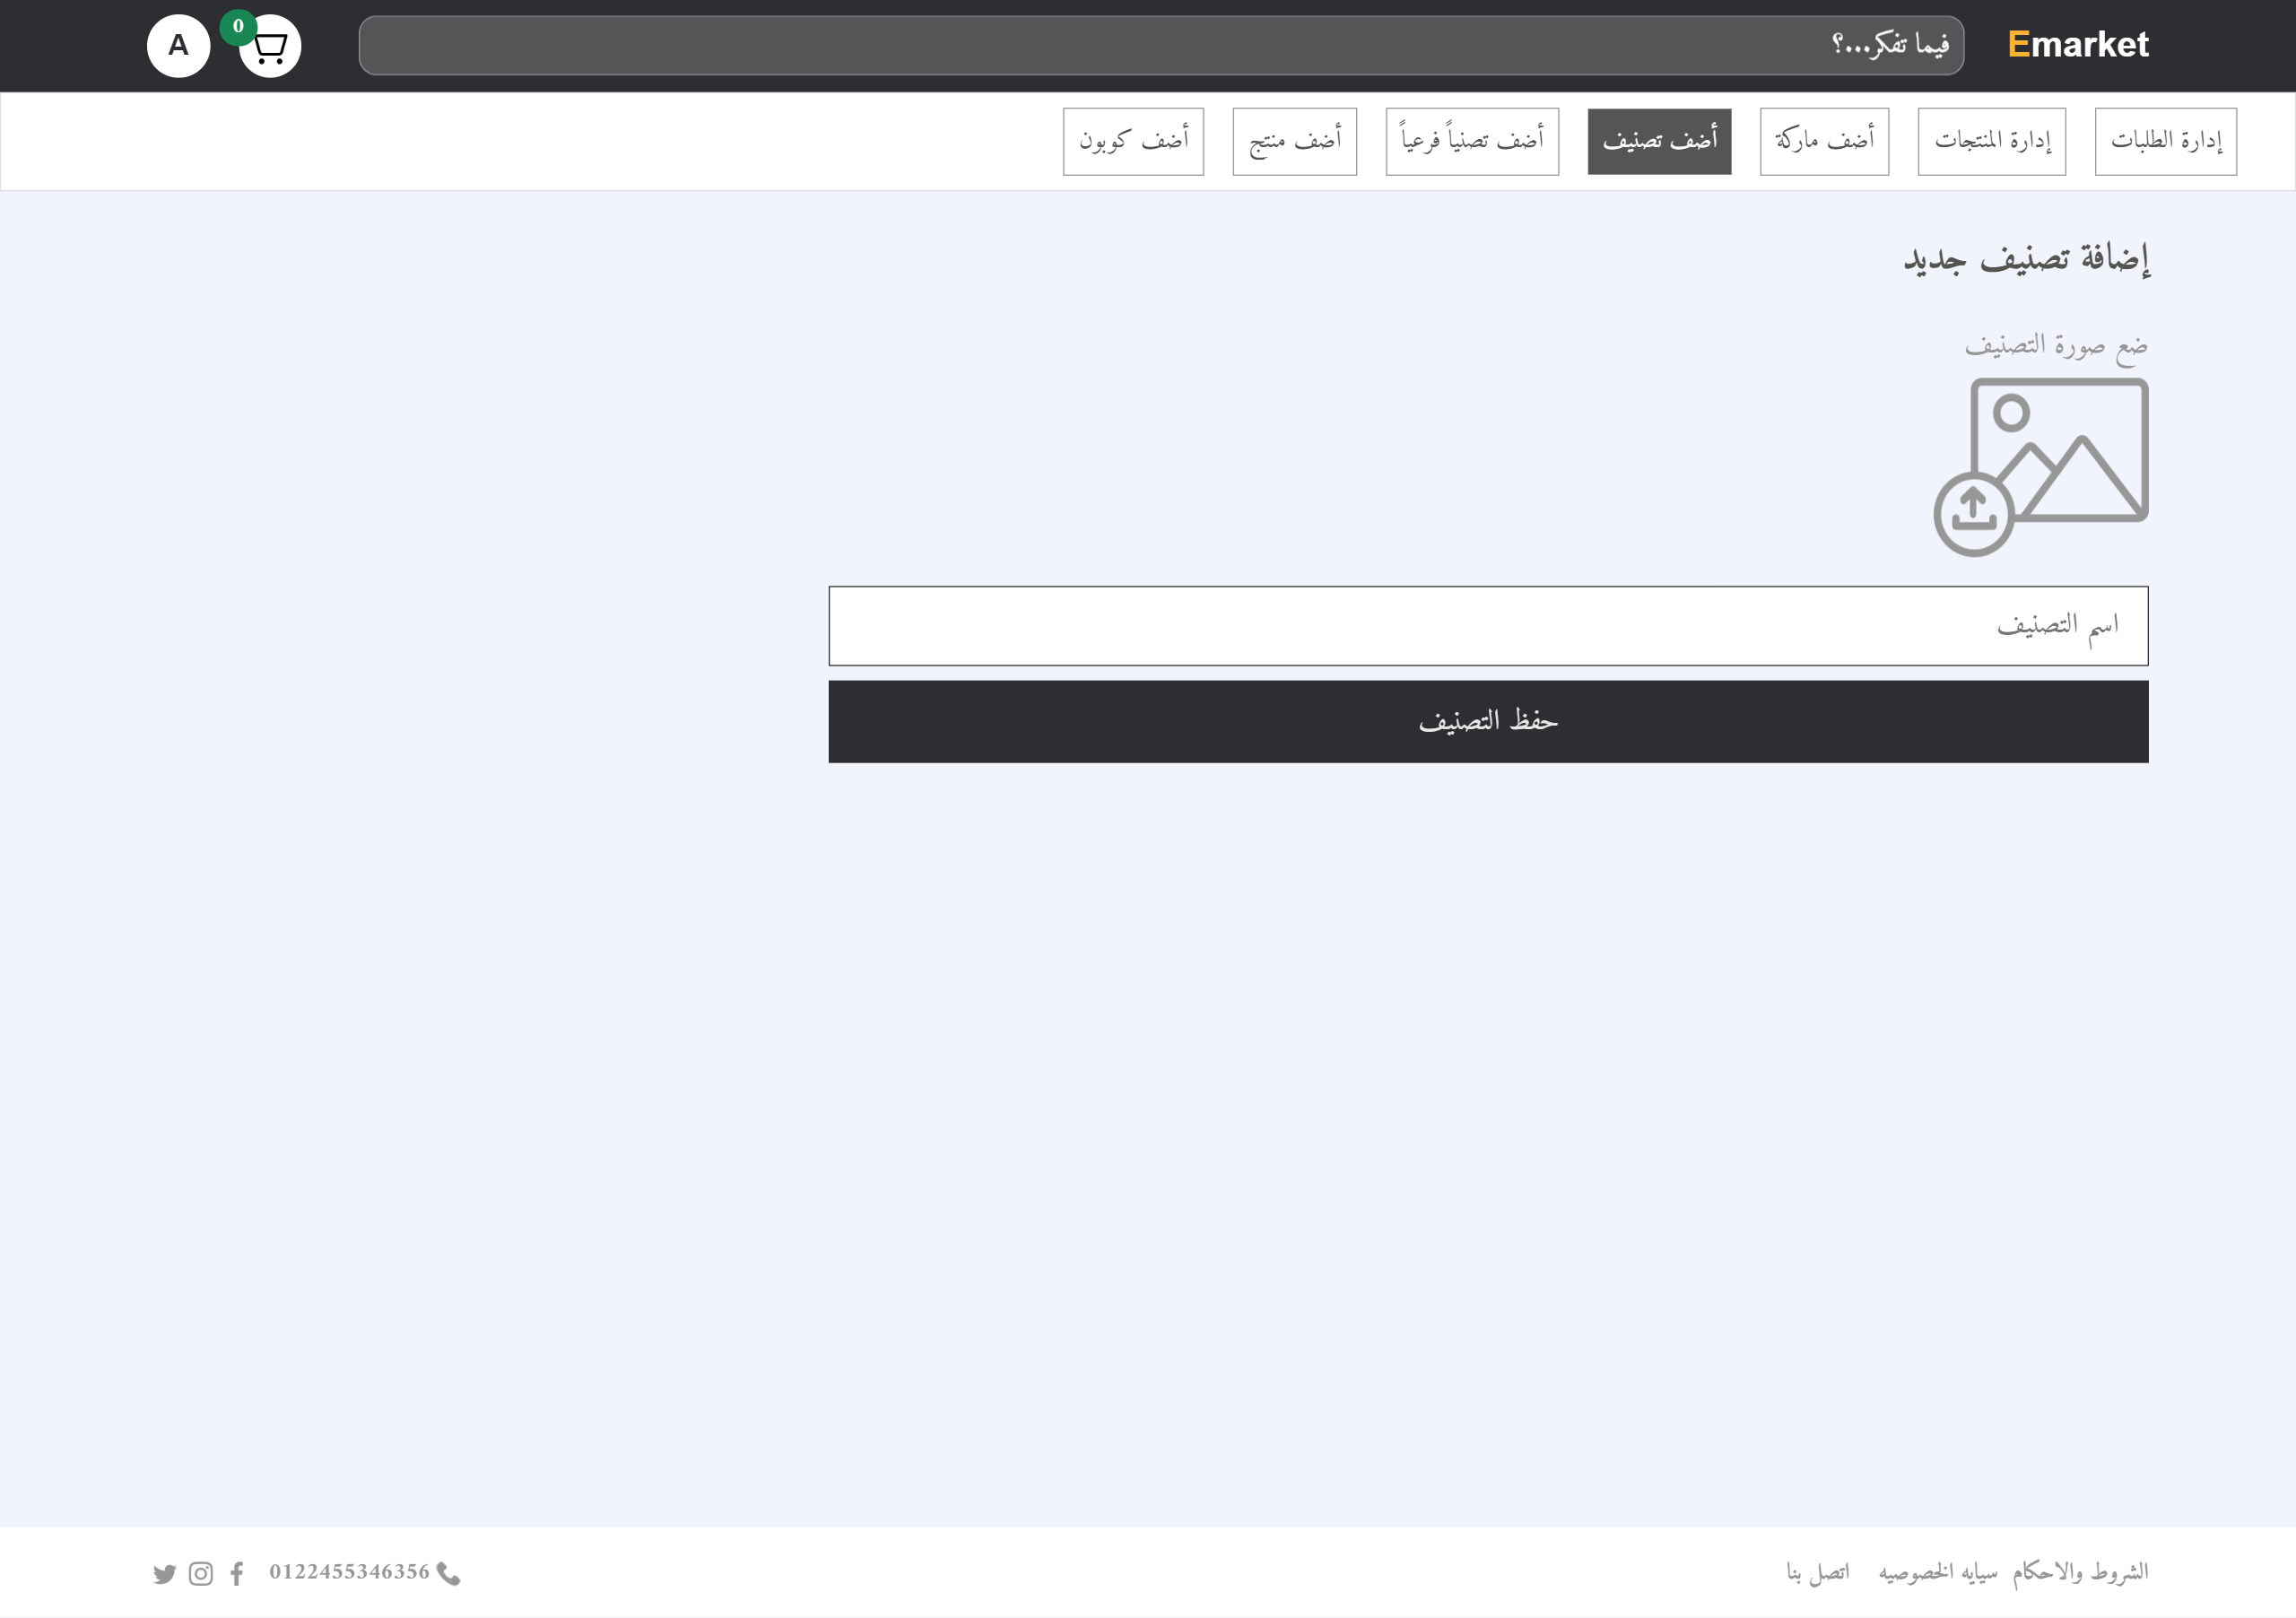 Emarket
فيما تفكر...؟
0
A
إدارة الطلبات
إدارة المنتجات
أضف ماركة
أضف تصنيف
أضف تصنياً فرعياً
أضف منتج
أضف كوبون
إضافة تصنيف جديد
ضع صورة التصنيف
اسم التصنيف
حفظ التصنيف
الشروط والاحكام سيايه الخصوصيه اتصل بنا
0122455346356